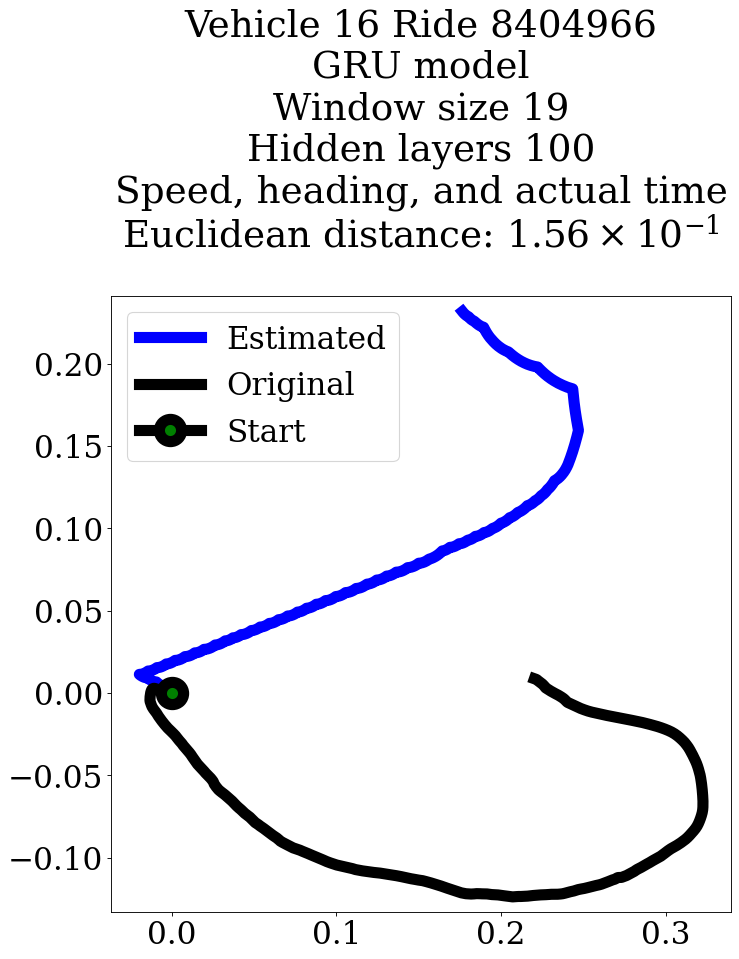 Vehicle 16 Ride 8404966
GRU model
Window size 19
Hidden layers 100
Speed, heading, and actual time
Euclidean distance: 1.56 × 10⁻¹
Estimated
Original
Start
0.20
0.15
0.10
0.05
0.00
−0.05
−0.10
0.0 0.1 0.2 0.3